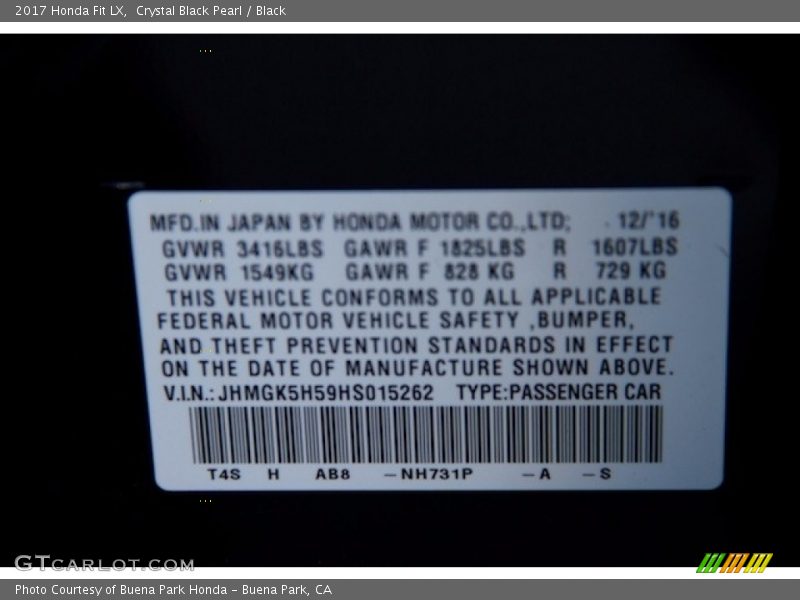 2017 Honda Fit LX, Crystal Black Pearl / Black
MFD.IN JAPAN BY HONDA MOTOR CO.,LTD; 12/'16
GVWR 3416LBS GAWR F 1825LBS R 1607LBS
GVWR 1549KG GAWR F 828 KG R 729 KG
THIS VEHICLE CONFORMS TO ALL APPLICABLE
FEDERAL MOTOR VEHICLE SAFETY ,BUMPER,
AND THEFT PREVENTION STANDARDS IN EFFECT
ON THE DATE OF MANUFACTURE SHOWN ABOVE.
V.I.N.: JHMGK5H59HS015262 TYPE:PASSENGER CAR
T4S H AB8 -NH731P -A -S
GTCARLOT.COM
Photo Courtesy of Buena Park Honda - Buena Park, CA